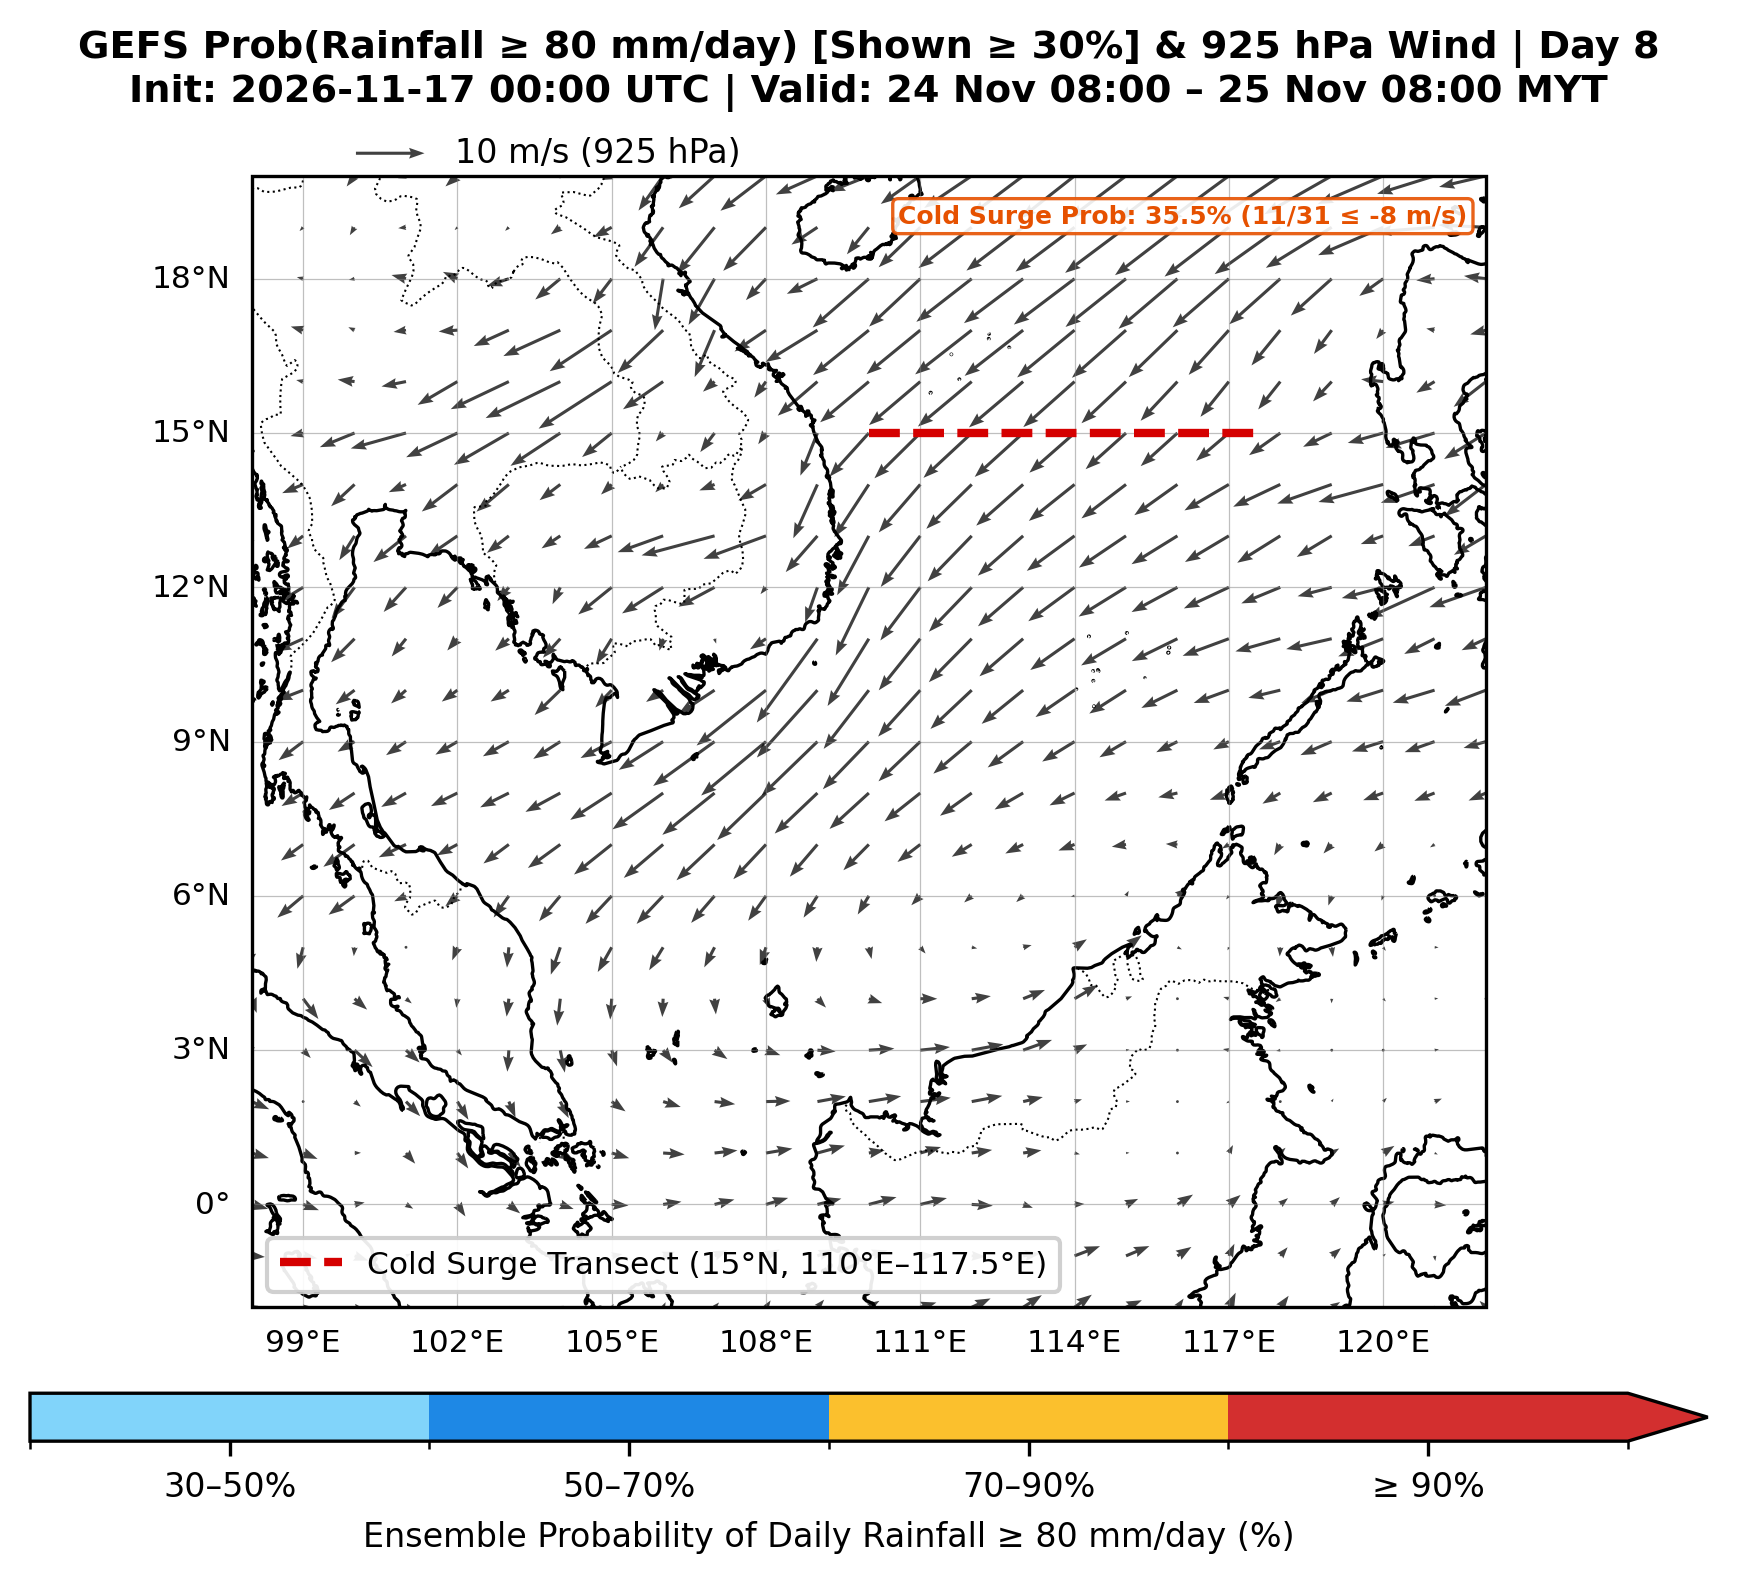 GEFS Prob(Rainfall ≥ 80 mm/day) [Shown ≥ 30%] & 925 hPa Wind | Day 8
Init: 2026-11-17 00:00 UTC | Valid: 24 Nov 08:00 – 25 Nov 08:00 MYT
10 m/s (925 hPa)
Cold Surge Prob: 35.5% (11/31 ≤ -8 m/s)
18°N
15°N
12°N
9°N
6°N
3°N
0°
Cold Surge Transect (15°N, 110°E–117.5°E)
99°E 102°E 105°E 108°E 111°E 114°E 117°E 120°E
30–50% 50–70% 70–90% ≥ 90%
Ensemble Probability of Daily Rainfall ≥ 80 mm/day (%)